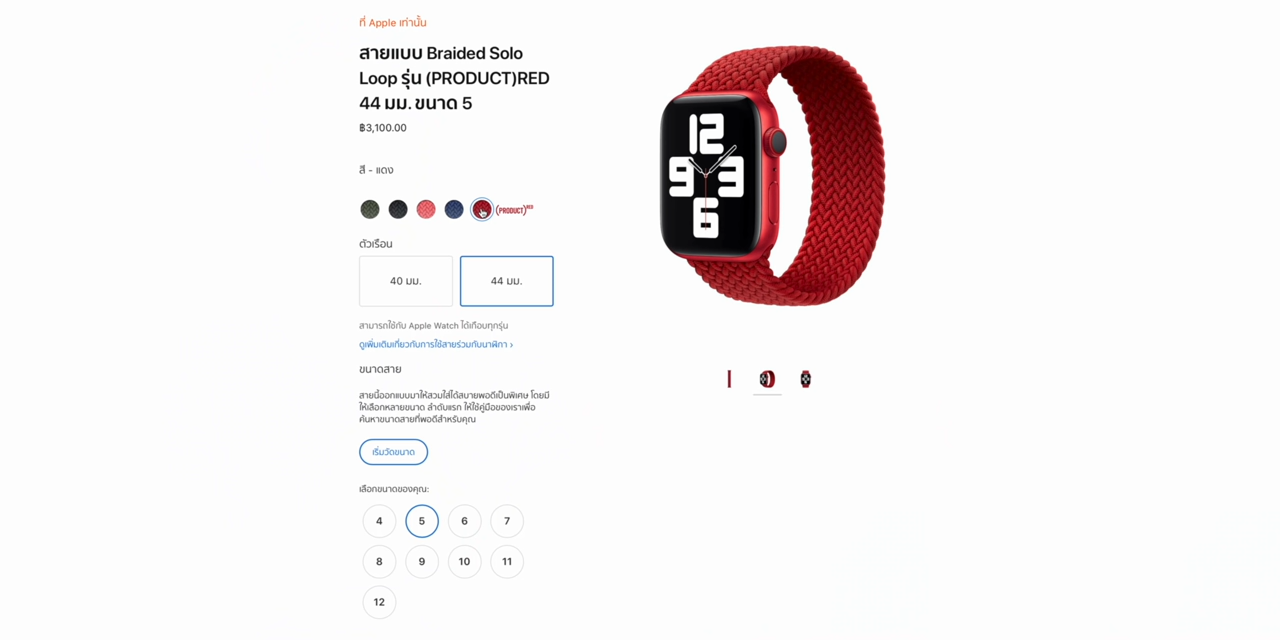 ที่ Apple เท่านั้น
สายแบบ Braided Solo
Loop รุ่น (PRODUCT)RED
44 มม. ขนาด 5
฿3,100.00
สี - แดง
(PRODUCT)RED
ตัวเรือน
40 มม.
44 มม.
สามารถใช้กับ Apple Watch ได้เกือบทุกรุ่น
ดูเพิ่มเติมเกี่ยวกับการใช้สายร่วมกับนาฬิกา ›
ขนาดสาย
สายนี้ออกแบบมาให้สวมใส่ได้สบายพอดีเป็นพิเศษ โดยมี
ให้เลือกหลายขนาด ลำดับแรก ให้ใช้คู่มือของเราเพื่อ
ค้นหาขนาดสายที่พอดีสำหรับคุณ
เริ่มวัดขนาด
เลือกขนาดของคุณ:
4 5 6 7
8 9 10 11
12
12
9 3
6